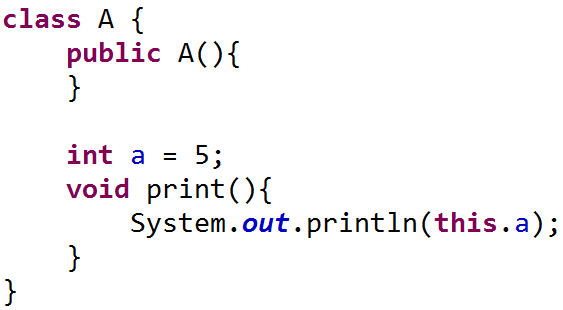 class A {
    public A(){
    }

    int a = 5;
    void print(){
        System.out.println(this.a);
    }
}